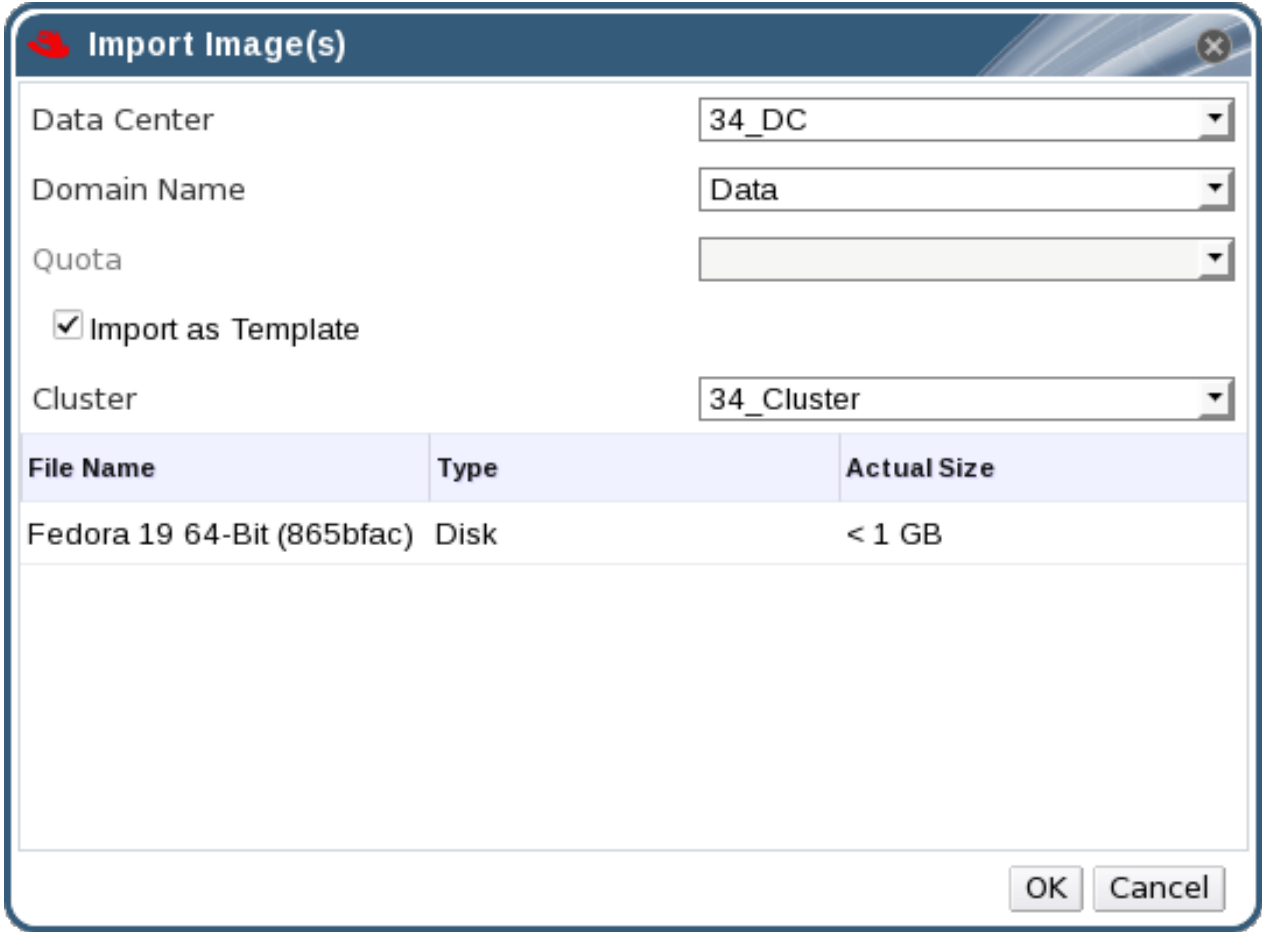 Import Image(s)
Data Center 34_DC
Domain Name Data
Quota
Import as Template
Cluster 34_Cluster
File Name Type Actual Size
Fedora 19 64-Bit (865bfac) Disk < 1 GB
OK Cancel